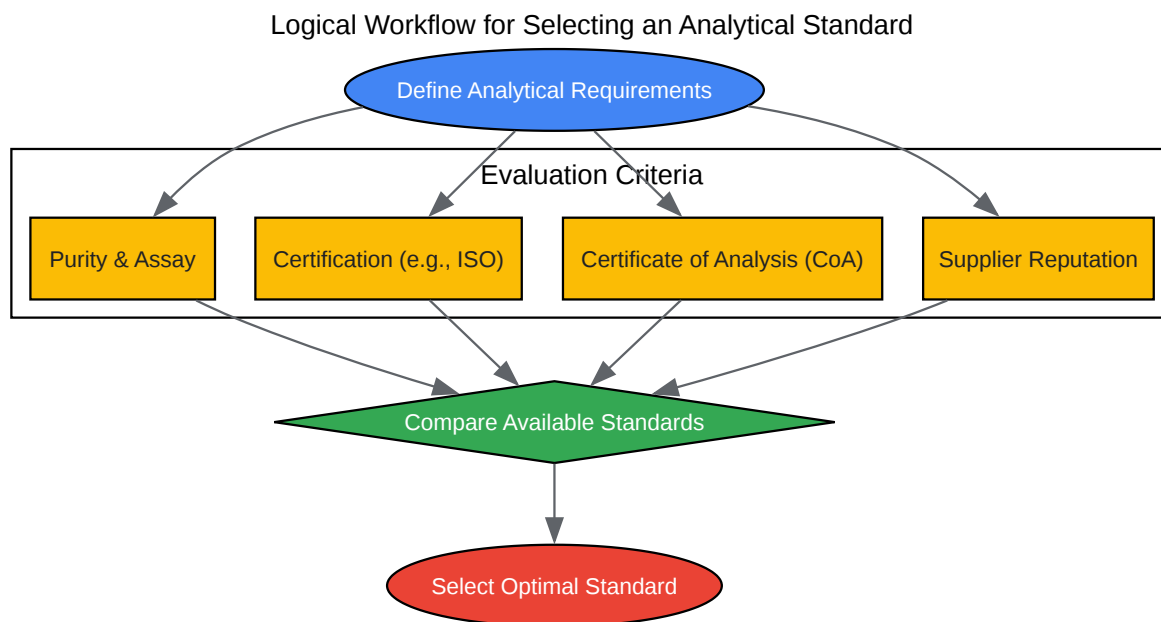 Logical Workflow for Selecting an Analytical Standard
Define Analytical Requirements
Evaluation Criteria
Purity & Assay
Certification (e.g., ISO)
Certificate of Analysis (CoA)
Supplier Reputation
Compare Available Standards
Select Optimal Standard